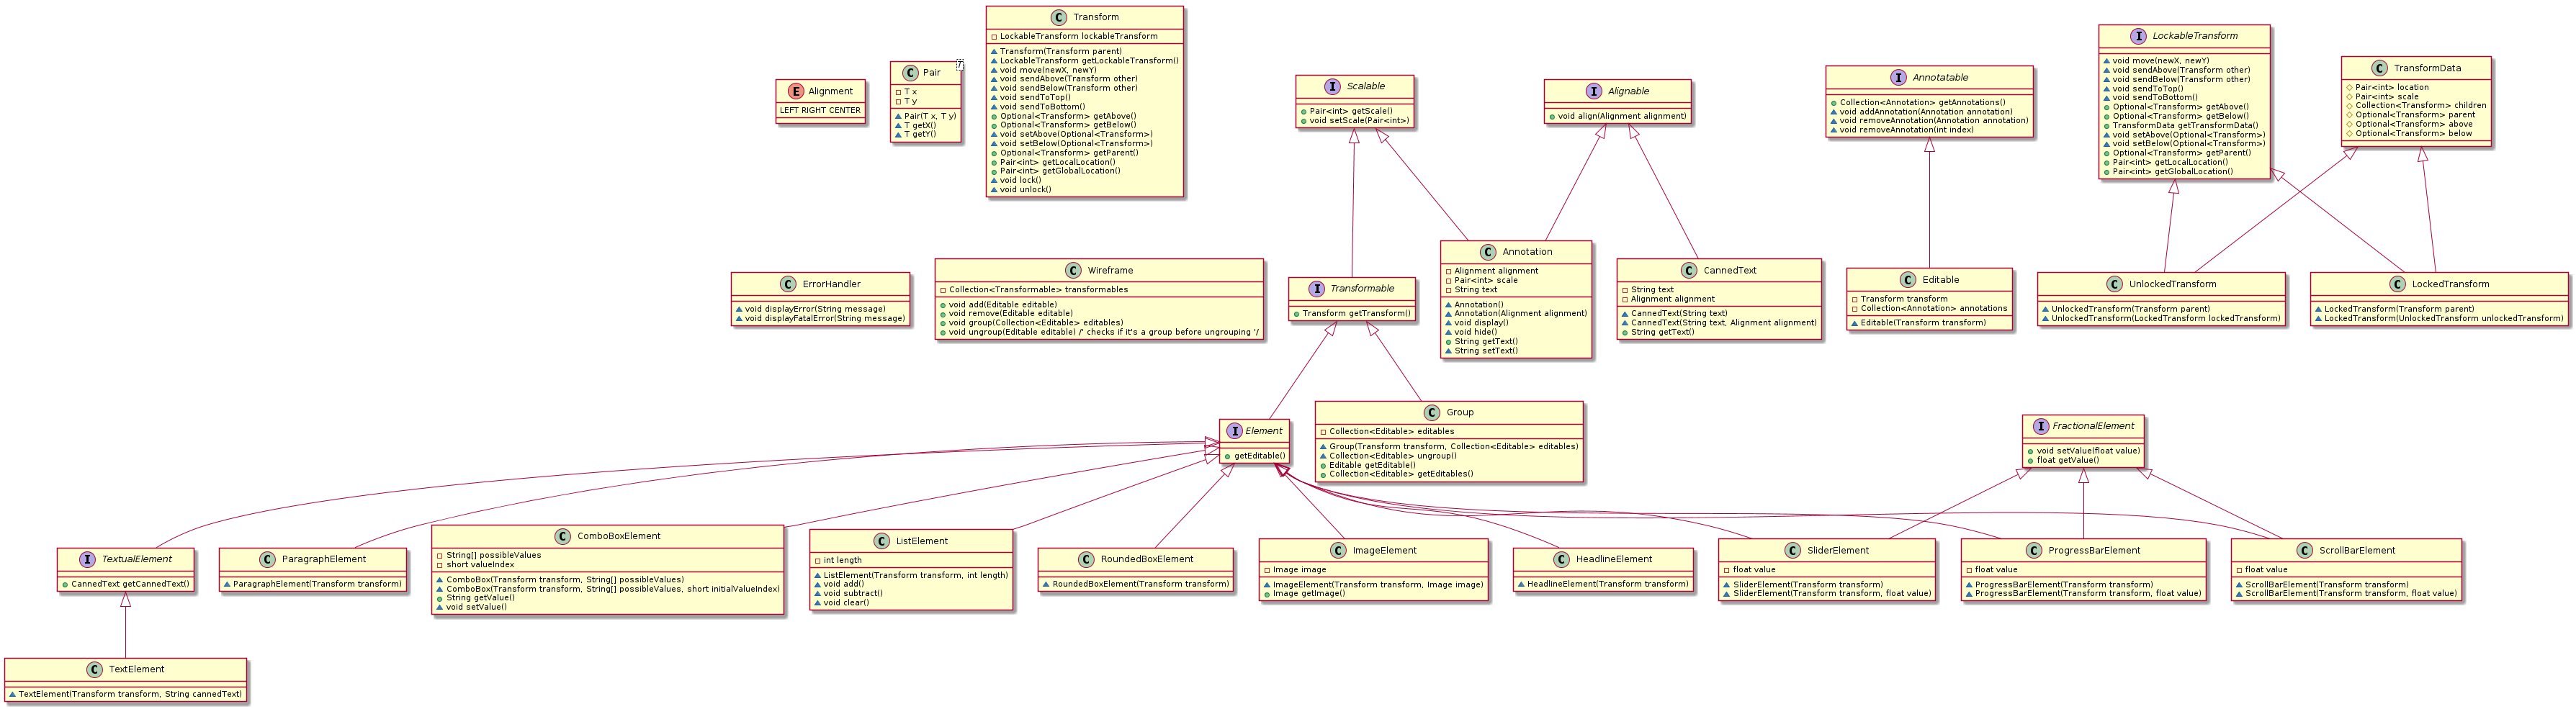 Transform
LockableTransform lockableTransform
Transform(Transform parent)
LockableTransform getLockableTransform()
void move(newX, newY)
void sendAbove(Transform other)
void sendBelow(Transform other)
void sendToTop()
void sendToBottom()
Optional<Transform> getAbove()
Optional<Transform> getBelow()
void setAbove(Optional<Transform>)
void setBelow(Optional<Transform>)
Optional<Transform> getParent()
Pair<int> getLocalLocation()
Pair<int> getGlobalLocation()
void lock()
void unlock()
Alignment
LEFT RIGHT CENTER
Pair
T x
T y
Pair(T x, T y)
T getX()
T getY()
Scalable
Pair<int> getScale()
void setScale(Pair<int>)
Alignable
void align(Alignment alignment)
Annotatable
Collection<Annotation> getAnnotations()
void addAnnotation(Annotation annotation)
void removeAnnotation(Annotation annotation)
void removeAnnotation(int index)
LockableTransform
void move(newX, newY)
void sendAbove(Transform other)
void sendBelow(Transform other)
void sendToTop()
void sendToBottom()
Optional<Transform> getAbove()
Optional<Transform> getBelow()
TransformData getTransformData()
void setAbove(Optional<Transform>)
void setBelow(Optional<Transform>)
Optional<Transform> getParent()
Pair<int> getLocalLocation()
Pair<int> getGlobalLocation()
TransformData
Pair<int> location
Pair<int> scale
Collection<Transform> children
Optional<Transform> parent
Optional<Transform> above
Optional<Transform> below
ErrorHandler
void displayError(String message)
void displayFatalError(String message)
Wireframe
Collection<Transformable> transformables
void add(Editable editable)
void remove(Editable editable)
void group(Collection<Editable> editables)
void ungroup(Editable editable) /' checks if it's a group before ungrouping '/
Transformable
Transform getTransform()
Annotation
Alignment alignment
Pair<int> scale
String text
Annotation()
Annotation(Alignment alignment)
void display()
void hide()
String getText()
String setText()
CannedText
String text
Alignment alignment
CannedText(String text)
CannedText(String text, Alignment alignment)
String getText()
Editable
Transform transform
Collection<Annotation> annotations
Editable(Transform transform)
UnlockedTransform
UnlockedTransform(Transform parent)
UnlockedTransform(LockedTransform lockedTransform)
LockedTransform
LockedTransform(Transform parent)
LockedTransform(UnlockedTransform unlockedTransform)
Element
getEditable()
Group
Collection<Editable> editables
Group(Transform transform, Collection<Editable> editables)
Collection<Editable> ungroup()
Editable getEditable()
Collection<Editable> getEditables()
FractionalElement
void setValue(float value)
float getValue()
TextualElement
CannedText getCannedText()
ParagraphElement
ParagraphElement(Transform transform)
ComboBoxElement
String[] possibleValues
short valueIndex
ComboBox(Transform transform, String[] possibleValues)
ComboBox(Transform transform, String[] possibleValues, short initialValueIndex)
String getValue()
void setValue()
ListElement
int length
ListElement(Transform transform, int length)
void add()
void subtract()
void clear()
RoundedBoxElement
RoundedBoxElement(Transform transform)
ImageElement
Image image
ImageElement(Transform transform, Image image)
Image getImage()
HeadlineElement
HeadlineElement(Transform transform)
SliderElement
float value
SliderElement(Transform transform)
SliderElement(Transform transform, float value)
ProgressBarElement
float value
ProgressBarElement(Transform transform)
ProgressBarElement(Transform transform, float value)
ScrollBarElement
float value
ScrollBarElement(Transform transform)
ScrollBarElement(Transform transform, float value)
TextElement
TextElement(Transform transform, String cannedText)